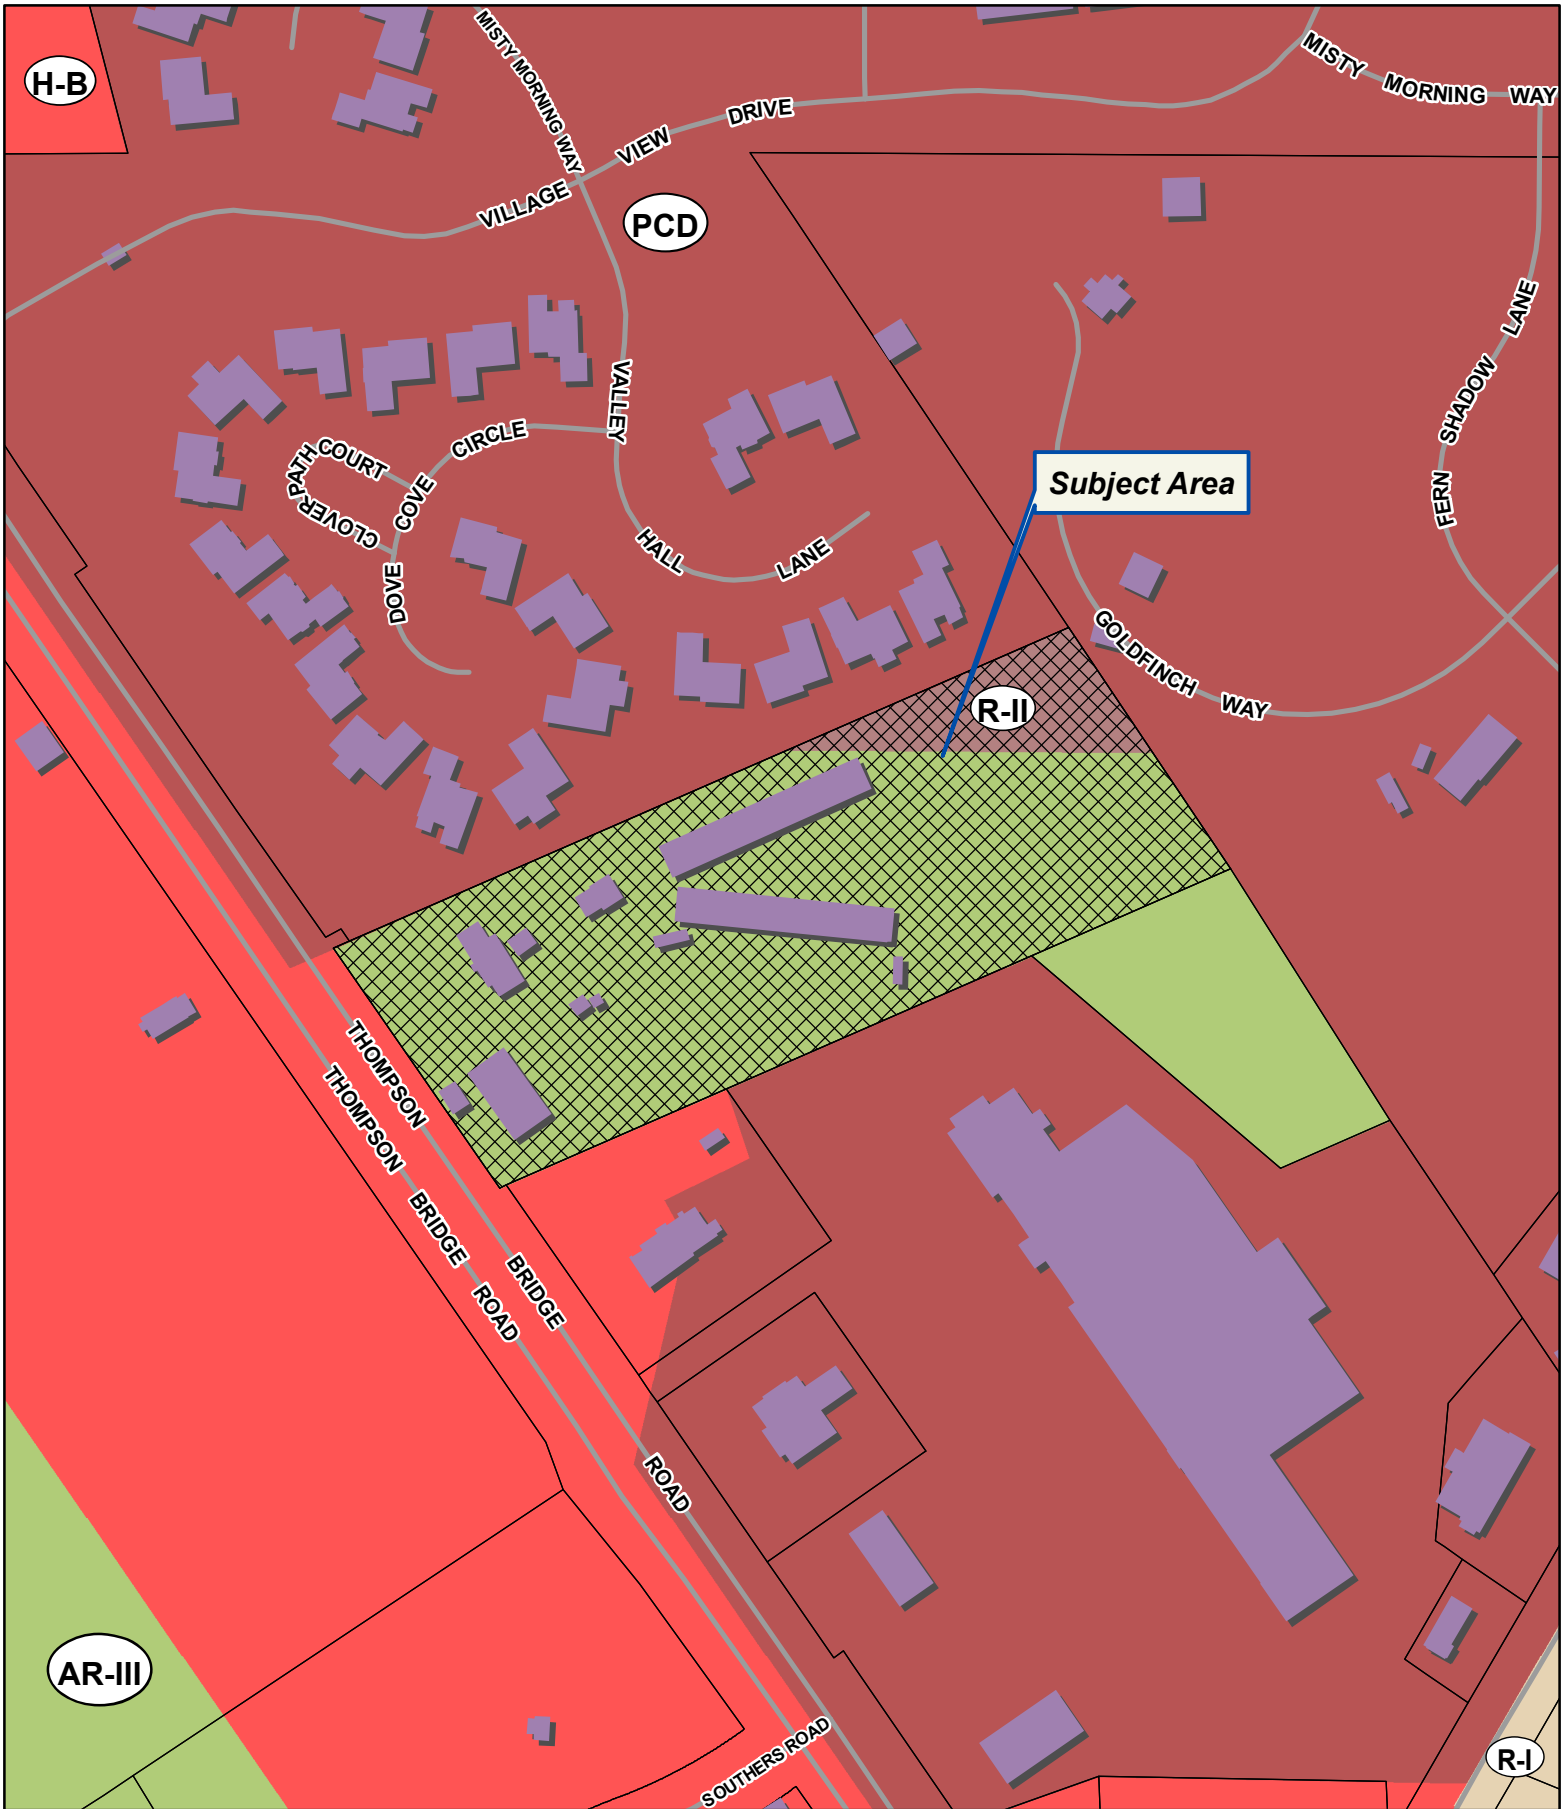 H-B
MISTY MORNING WAY
VILLAGE VIEW DRIVE
MISTY MORNING WAY
PCD
FERN SHADOW LANE
VALLEY HALL LANE
DOVE COVE CIRCLE
CLOVER PATH COURT
Subject Area
GOLDFINCH WAY
R-II
THOMPSON BRIDGE ROAD
THOMPSON BRIDGE ROAD
AR-III
SOUTHERS ROAD
R-I